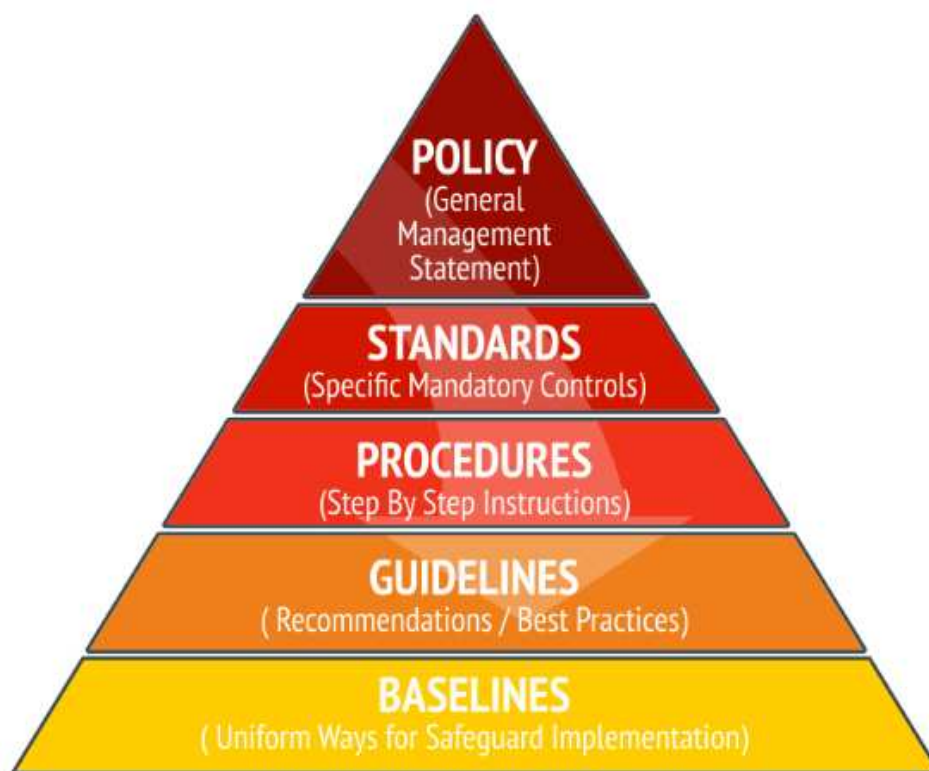 POLICY
(General
Management
Statement)
STANDARDS
(Specific Mandatory Controls)
PROCEDURES
(Step By Step Instructions)
GUIDELINES
( Recommendations / Best Practices)
BASELINES
( Uniform Ways for Safeguard Implementation)